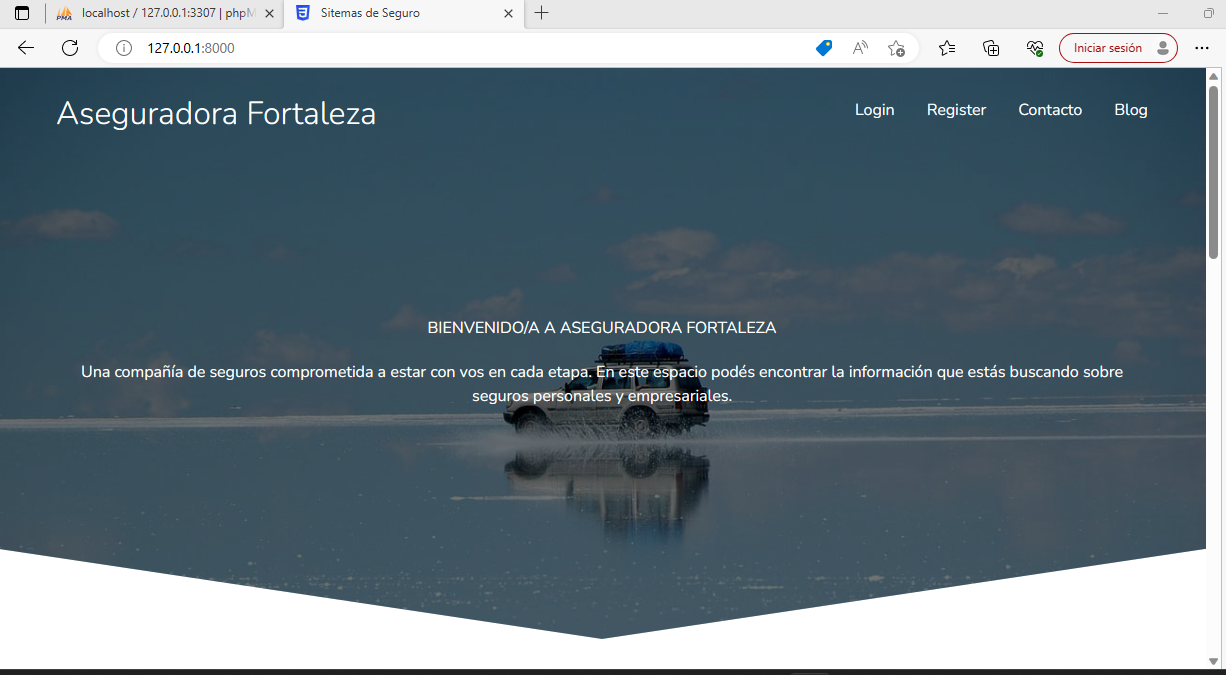 localhost / 127.0.0.1:3307 | phpM
Sitemas de Seguro
127.0.0.1:8000
Iniciar sesión
Aseguradora Fortaleza
Login Register Contacto Blog
BIENVENIDO/A A ASEGURADORA FORTALEZA
Una compañía de seguros comprometida a estar con vos en cada etapa. En este espacio podés encontrar la información que estás buscando sobre
seguros personales y empresariales.